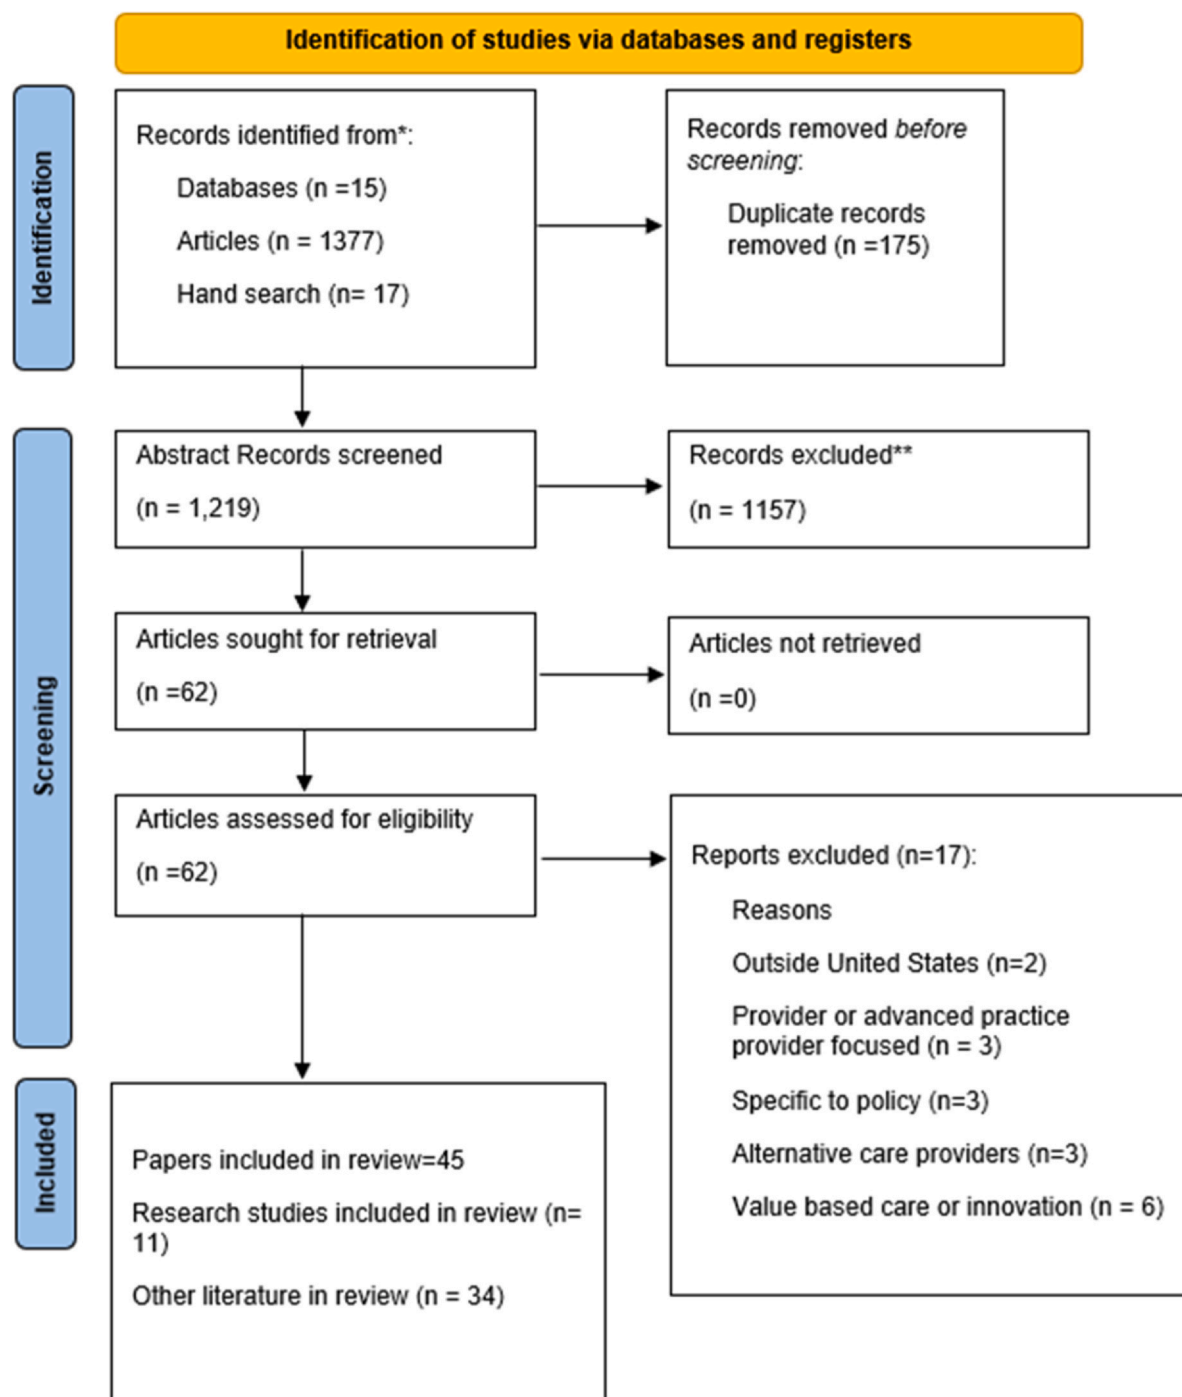 Identification of studies via databases and registers
Identification
Records identified from*:
Databases (n =15)
Articles (n = 1377)
Hand search (n= 17)
Records removed before
screening:
Duplicate records
removed (n =175)
Screening
Abstract Records screened
(n = 1,219)
Records excluded**
(n = 1157)
Articles sought for retrieval
(n =62)
Articles not retrieved
(n =0)
Articles assessed for eligibility
(n =62)
Reports excluded (n=17):
Reasons
Outside United States (n=2)
Provider or advanced practice
provider focused (n = 3)
Specific to policy (n=3)
Alternative care providers (n=3)
Value based care or innovation (n = 6)
Included
Papers included in review=45
Research studies included in review (n=
11)
Other literature in review (n = 34)